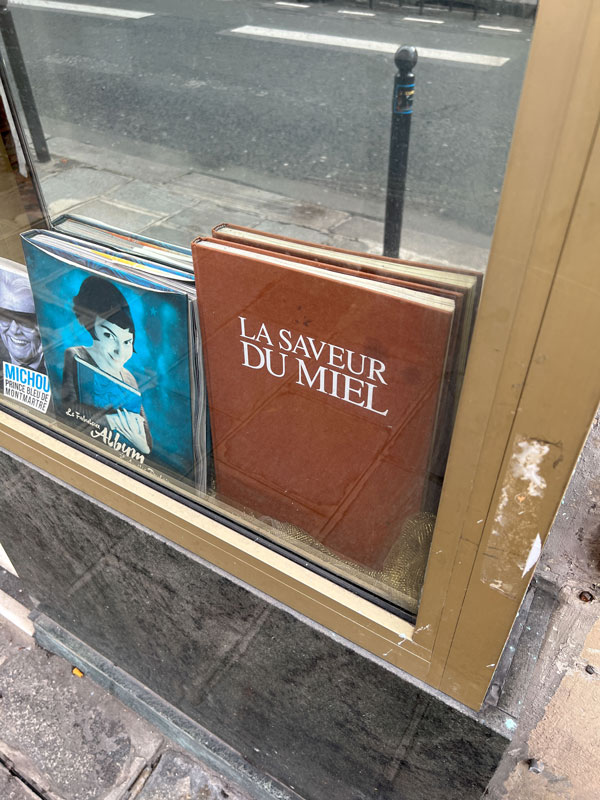 MICHOU
PRINCE BLEU DE
MONTMARTRE
Le Fabuleux
Album
LA SAVEUR
DU MIEL